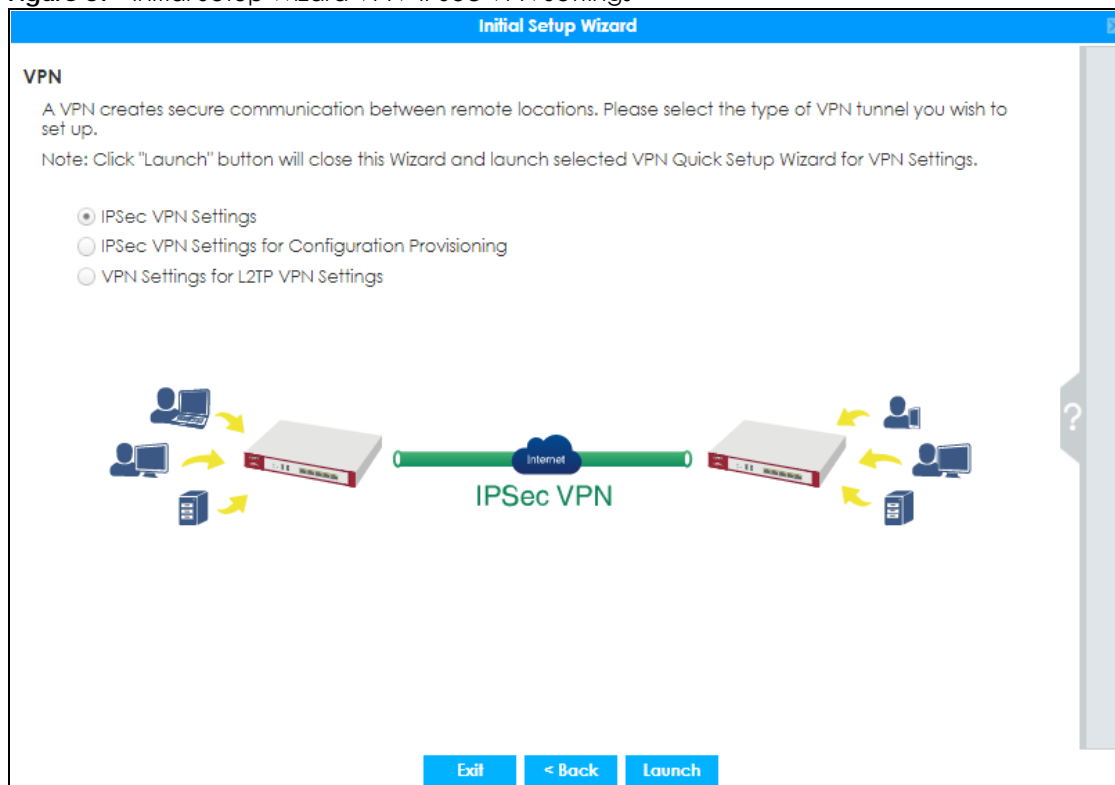 Initial Setup Wizard
VPN
A VPN creates secure communication between remote locations. Please select the type of VPN tunnel you wish to
set up.
Note: Click "Launch" button will close this Wizard and launch selected VPN Quick Setup Wizard for VPN Settings.
IPSec VPN Settings
IPSec VPN Settings for Configuration Provisioning
VPN Settings for L2TP VPN Settings
Internet
IPSec VPN
?
Exit < Back Launch